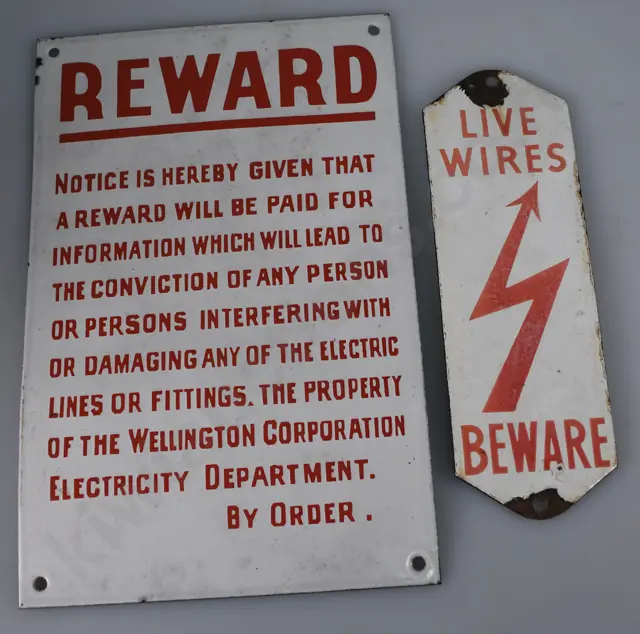 REWARD
NOTICE IS HEREBY GIVEN THAT
A REWARD WILL BE PAID FOR
INFORMATION WHICH WILL LEAD TO
THE CONVICTION OF ANY PERSON
OR PERSONS INTERFERING WITH
OR DAMAGING ANY OF THE ELECTRIC
LINES OR FITTINGS. THE PROPERTY
OF THE WELLINGTON CORPORATION
ELECTRICITY DEPARTMENT.
BY ORDER.
LIVE
WIRES
BEWARE